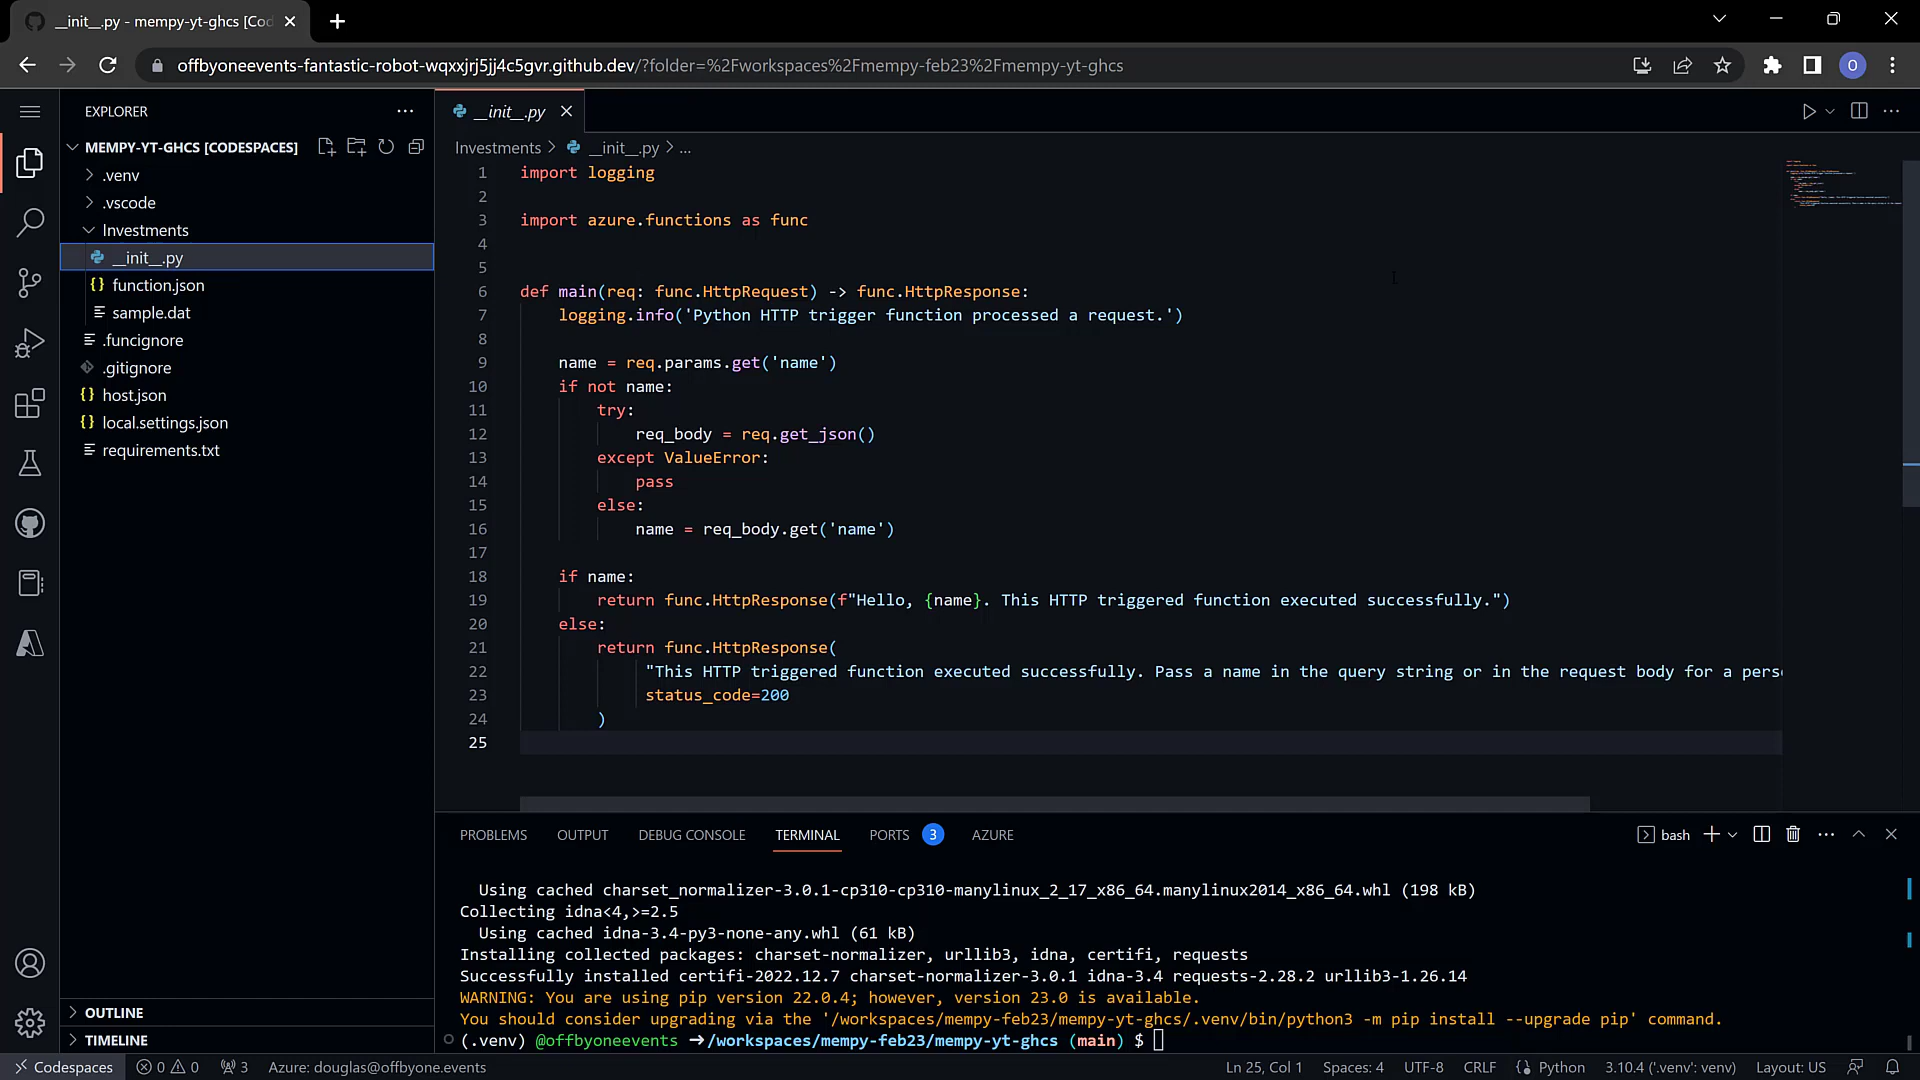 __init__.py - mempy-yt-ghcs [Cod
offbyoneevents-fantastic-robot-wqxxjrj5jj4c5gvr.github.dev/?folder=%2Fworkspaces%2Fmempy-feb23%2Fmempy-yt-ghcs
O
EXPLORER
MEMPY-YT-GHCS [CODESPACES]
.venv
.vscode
Investments
__init__.py
function.json
sample.dat
.funcignore
.gitignore
host.json
local.settings.json
requirements.txt
OUTLINE
TIMELINE
__init__.py
Investments > __init__.py > ...
1 import logging
2
3 import azure.functions as func
4
5
6 def main(req: func.HttpRequest) -> func.HttpResponse:
7 logging.info('Python HTTP trigger function processed a request.')
8
9 name = req.params.get('name')
10 if not name:
11 try:
12 req_body = req.get_json()
13 except ValueError:
14 pass
15 else:
16 name = req_body.get('name')
17
18 if name:
19 return func.HttpResponse(f"Hello, {name}. This HTTP triggered function executed successfully.")
20 else:
21 return func.HttpResponse(
22 "This HTTP triggered function executed successfully. Pass a name in the query string or in the request body for a pers
23 status_code=200
24 )
25
PROBLEMS OUTPUT DEBUG CONSOLE TERMINAL PORTS 3 AZURE
bash
Using cached charset_normalizer-3.0.1-cp310-cp310-manylinux_2_17_x86_64.manylinux2014_x86_64.whl (198 kB)
Collecting idna<4,>=2.5
Using cached idna-3.4-py3-none-any.whl (61 kB)
Installing collected packages: charset-normalizer, urllib3, idna, certifi, requests
Successfully installed certifi-2022.12.7 charset-normalizer-3.0.1 idna-3.4 requests-2.28.2 urllib3-1.26.14
WARNING: You are using pip version 22.0.4; however, version 23.0 is available.
You should consider upgrading via the '/workspaces/mempy-feb23/mempy-yt-ghcs/.venv/bin/python3 -m pip install --upgrade pip' command.
(.venv) @offbyoneevents →/workspaces/mempy-feb23/mempy-yt-ghcs (main) $
Codespaces 0 0 3 Azure: douglas@offbyone.events Ln 25, Col 1 Spaces: 4 UTF-8 CRLF Python 3.10.4 ('.venv': venv) Layout: US